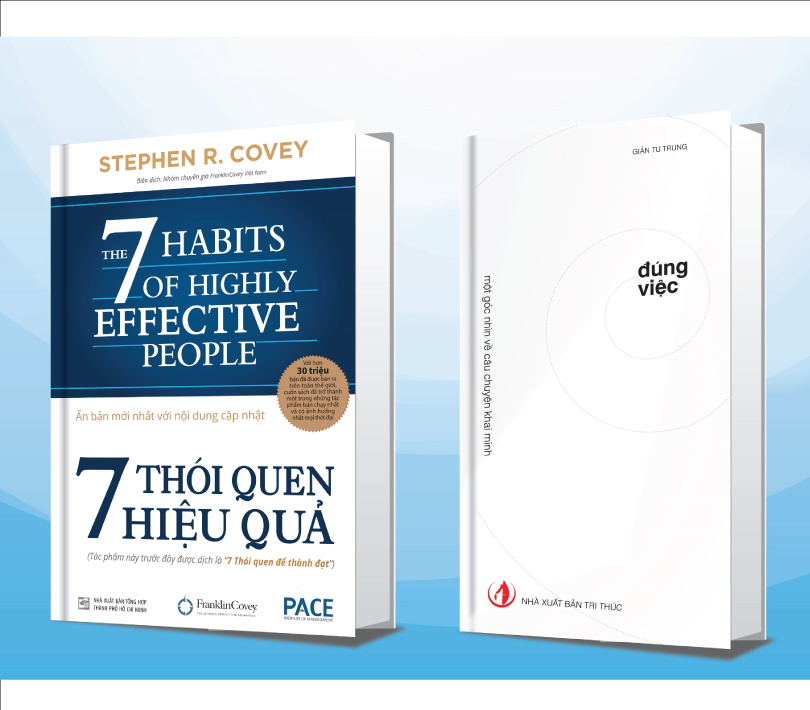 STEPHEN R. COVEY
Biên dịch: Nhóm chuyên gia FranklinCovey Việt Nam
THE 7 HABITS
OF HIGHLY
EFFECTIVE
PEOPLE
Với hơn
30 triệu
bản đã được bán ra
trên toàn thế giới,
cuốn sách đã trở thành
một trong những tác
phẩm bán chạy nhất
và có ảnh hưởng
nhất mọi thời đại
Ấn bản mới nhất với nội dung cập nhật
7 THÓI QUEN
HIỆU QUẢ
(Tác phẩm này trước đây được dịch là "7 Thói quen để thành đạt")
NHÀ XUẤT BẢN TỔNG HỢP
THÀNH PHỐ HỒ CHÍ MINH
FranklinCovey
PACE
INSTITUTE OF MANAGEMENT
GIẢN TƯ TRUNG
đúng
việc
một góc nhìn về câu chuyện khai minh
NHÀ XUẤT BẢN TRI THỨC